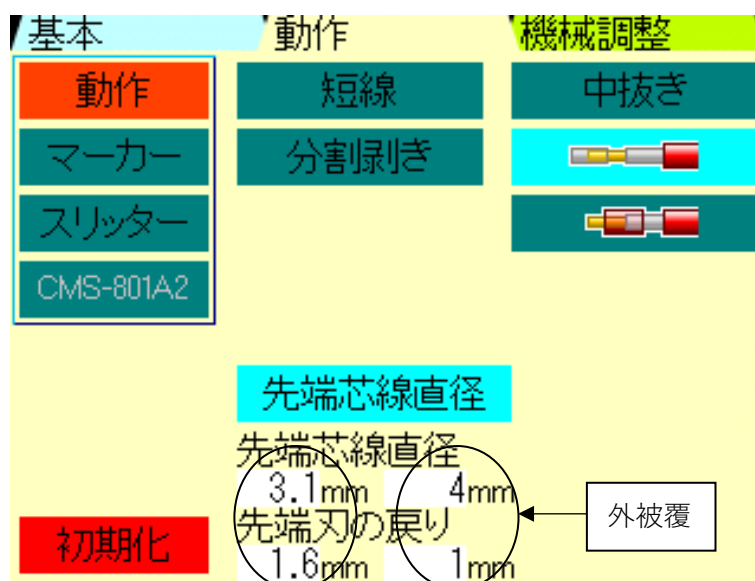 基本
動作
機械調整
動作
短線
中抜き
マーカー
分割剥き
スリッター
CMS-801A2
先端芯線直径
先端芯線直径
3.1mm 4mm
先端刃の戻り
1.6mm 1mm
外被覆
初期化